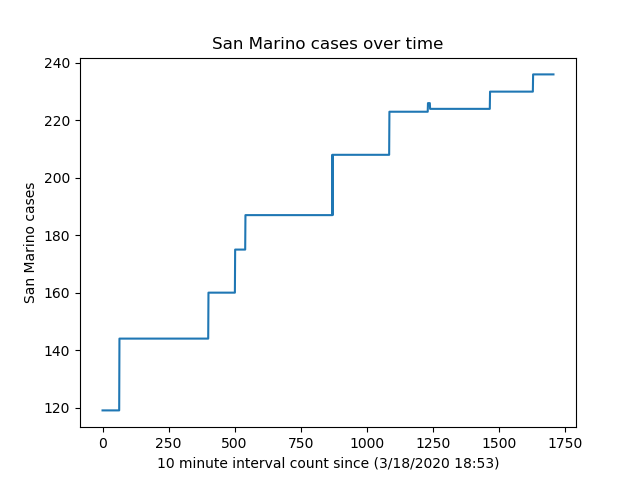 San Marino cases over time
San Marino cases
240
220
200
180
160
140
120
0 250 500 750 1000 1250 1500 1750
10 minute interval count since (3/18/2020 18:53)